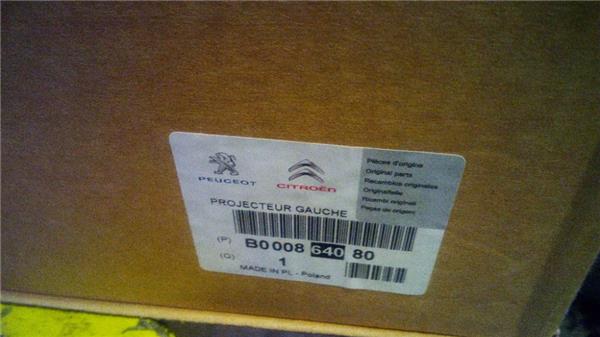 PEUGEOT
CITROËN
Pièces d'origine
Original parts
Recambios originales
Originalteile
Ricambi originali
Peças de origem
PROJECTEUR GAUCHE
(P) B0008 640 80
(Q) 1
MADE IN PL - Poland